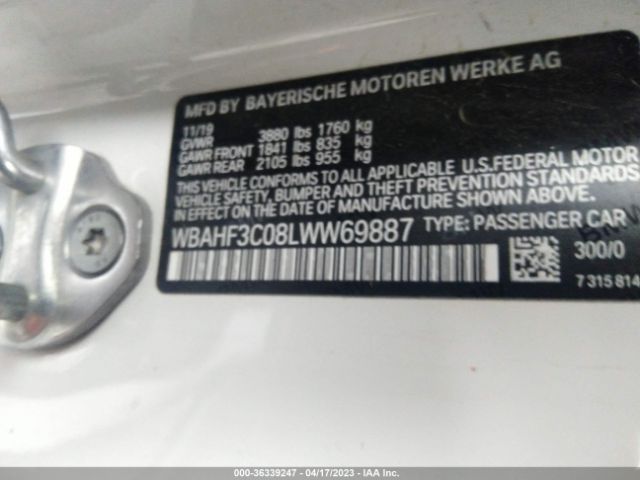 MFD BY BAYERISCHE MOTOREN WERKE AG
11/19
GVWR 3880 lbs 1760 kg
GAWR FRONT 1841 lbs 835 kg
GAWR REAR 2105 lbs 955 kg
THIS VEHICLE CONFORMS TO ALL APPLICABLE U.S.FEDERAL MOTOR
VEHICLE SAFETY, BUMPER AND THEFT PREVENTION STANDARDS
IN EFFECT ON THE DATE OF MANUFACTURE SHOWN ABOVE.
WBAHF3C08LWW69887 TYPE: PASSENGER CAR
300/0
7 315 814
000-36339247 - 04/17/2023 - IAA Inc.